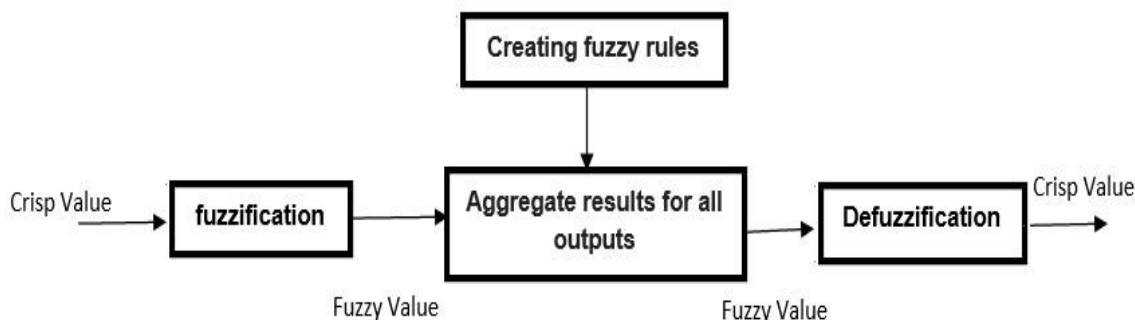 Creating fuzzy rules
Crisp Value
fuzzification
Aggregate results for all
outputs
Defuzzification
Crisp Value
Fuzzy Value
Fuzzy Value